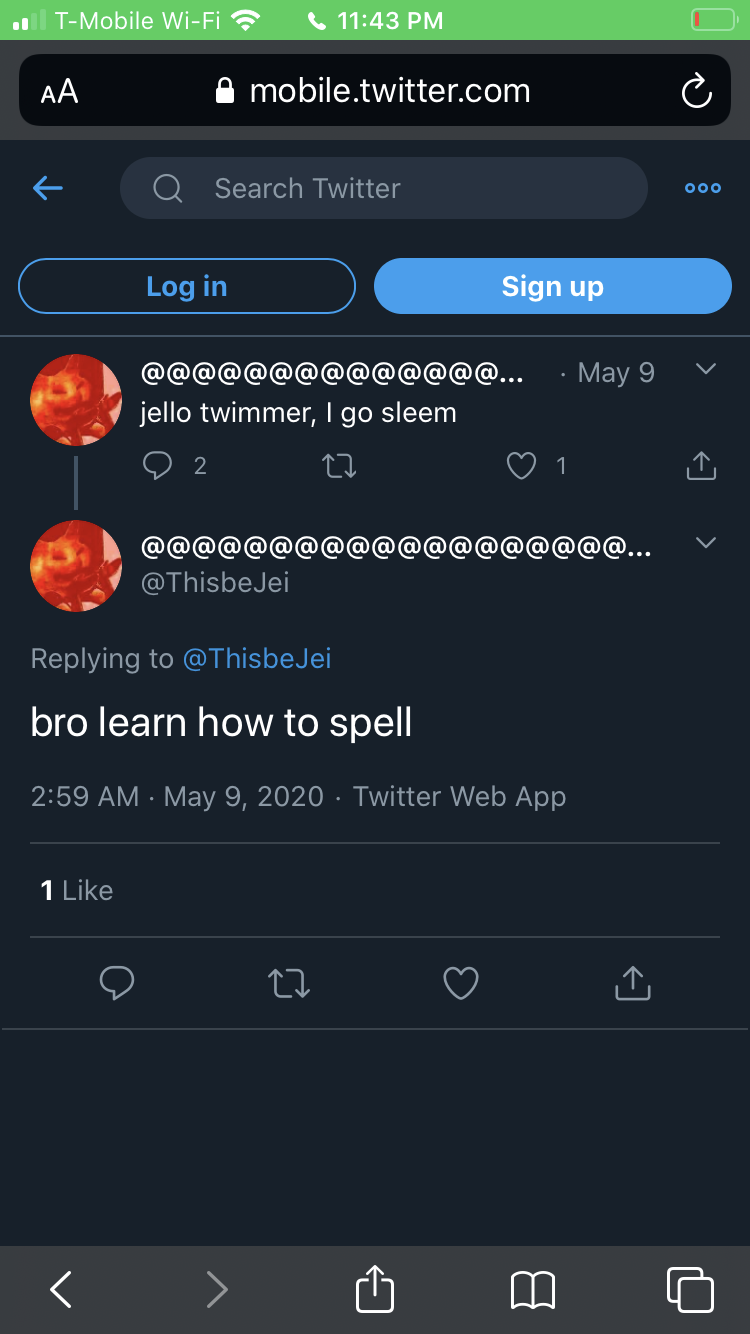 T-Mobile Wi-Fi 11:43 PM
AA mobile.twitter.com
Search Twitter
Log in Sign up
@@@@@@@@@@@@@@... · May 9
jello twimmer, I go sleem
2 1
@@@@@@@@@@@@@@@@@@@...
@ThisbeJei
Replying to @ThisbeJei
bro learn how to spell
2:59 AM · May 9, 2020 · Twitter Web App
1 Like